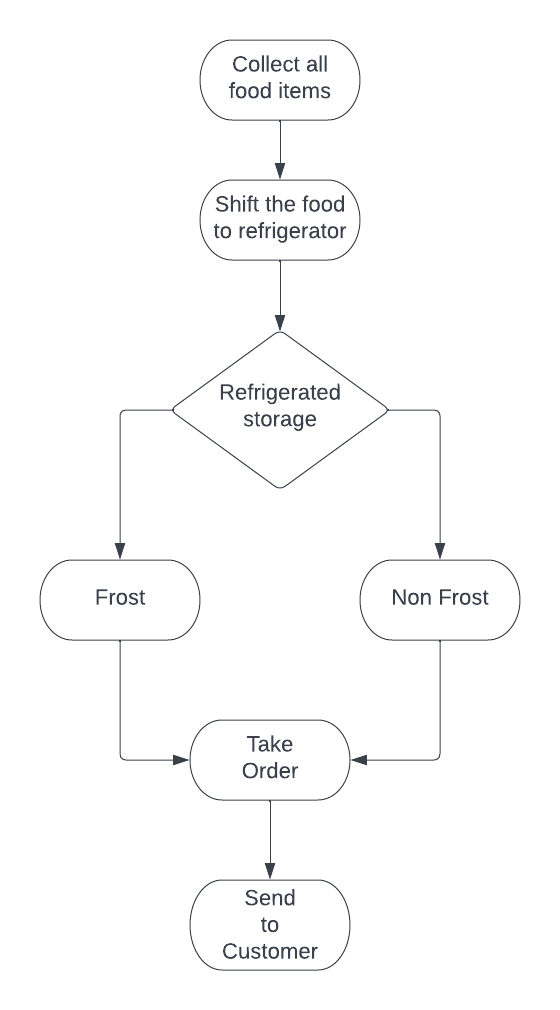 Collect all
food items
Shift the food
to refrigerator
Refrigerated
storage
Frost
Non Frost
Take
Order
Send
to
Customer